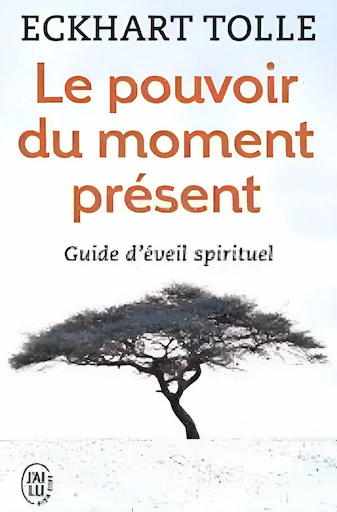 ECKHART TOLLE
Le pouvoir
du moment
présent
Guide d'éveil spirituel
J'AI
LU